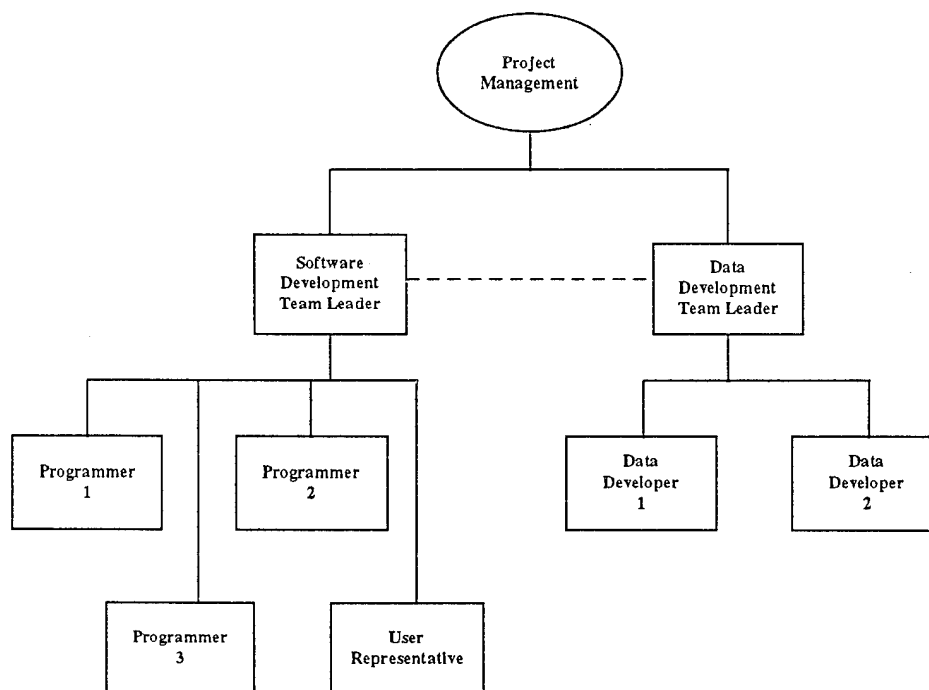 Project
Management
Software
Development
Team Leader
Data
Development
Team Leader
Programmer
1
Programmer
2
Data
Developer
1
Data
Developer
2
Programmer
3
User
Representative